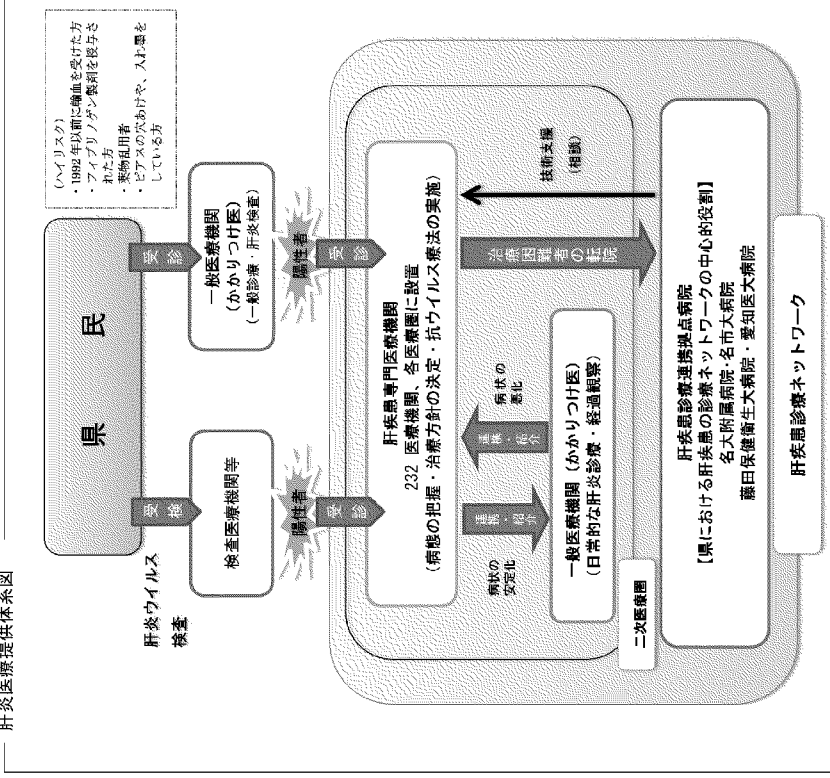 肝炎医療提供体系図
県民
(ハイリスク)
・1992年以前に輸血を受けた方
・フィブリノゲン製剤を投与さ
れた方
・薬物乱用者
・ピアスの穴あけや、入れ墨を
している方
肝炎ウイルス
検査
受検
受診
検査医療機関等
一般医療機関
(かかりつけ医)
(一般診療・肝炎検査)
陽性者
陽性者
受診
受診
肝疾患専門医療機関
232 医療機関、各医療圏に設置
(病態の把握・治療方針の決定・抗ウイルス療法の実施)
病状の
安定化
連携・紹介
連携・紹介
病状の
悪化
治療困難者の転院
技術支援
(相談)
一般医療機関(かかりつけ医)
(日常的な肝炎診療・経過観察)
二次医療圏
肝疾患診療連携拠点病院
【県における肝疾患の診療ネットワークの中心的役割】
名大附属病院・名市大病院
藤田保健衛生大病院・愛知医大病院
肝疾患診療ネットワーク